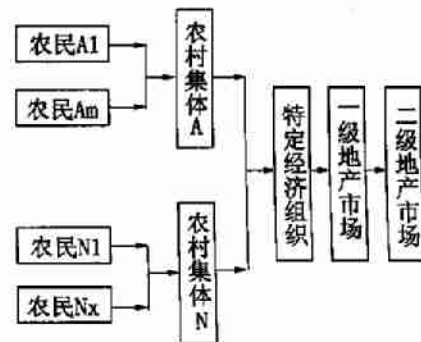 农民A1
农民Am
农村集体A
农民N1
农民Nx
农村集体N
特定经济组织
一级地产市场
二级地产市场